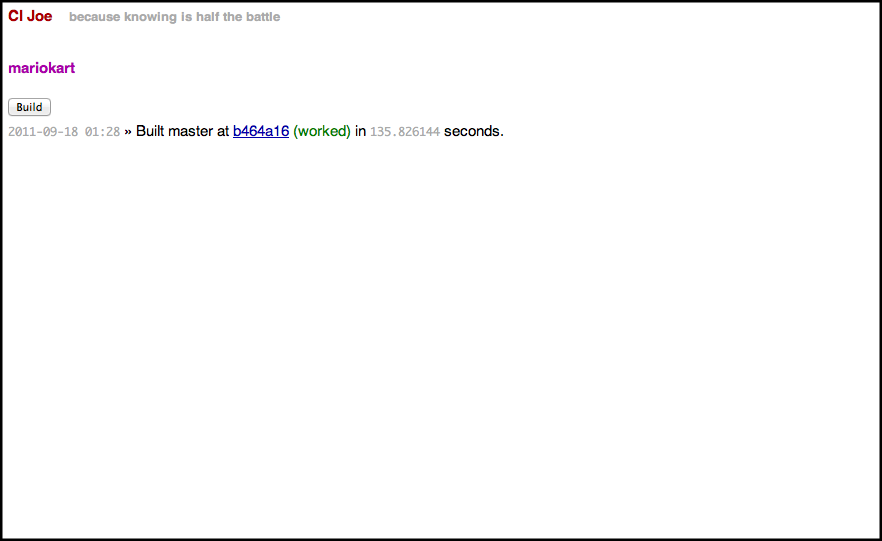 CI Joe because knowing is half the battle
mariokart
Build
2011-09-18 01:28 » Built master at b464a16 (worked) in 135.826144 seconds.